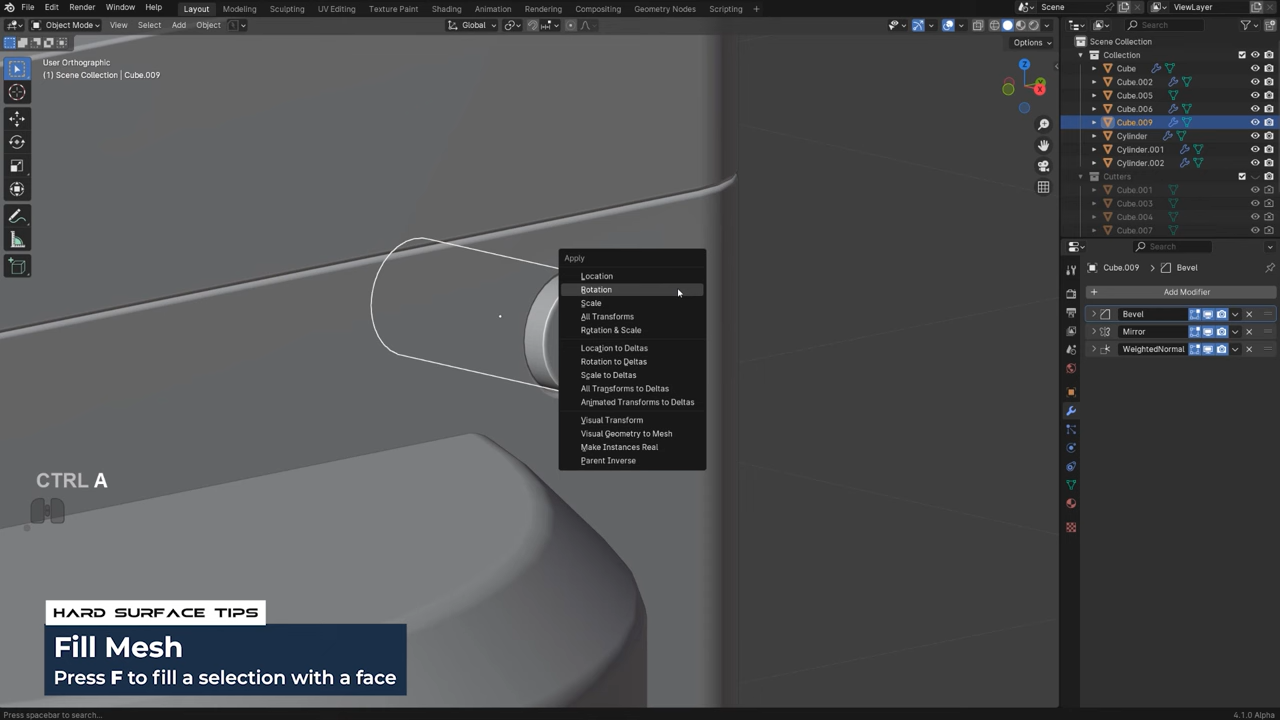 File Edit Render Window Help
Layout Modeling Sculpting UV Editing Texture Paint Shading Animation Rendering Compositing Geometry Nodes Scripting +
Scene
ViewLayer
Object Mode View Select Add Object
Global
Options
Search
User Orthographic
(1) Scene Collection | Cube.009
Z
Y
X
Scene Collection
Collection
Cube
Cube.002
Cube.005
Cube.006
Cube.009
Cylinder
Cylinder.001
Cylinder.002
Cutters
Cube.001
Cube.003
Cube.004
Cube.007
Apply
Location
Rotation
Scale
All Transforms
Rotation & Scale
Location to Deltas
Rotation to Deltas
Scale to Deltas
All Transforms to Deltas
Animated Transforms to Deltas
Visual Transform
Visual Geometry to Mesh
Make Instances Real
Parent Inverse
Search
Cube.009 > Bevel
+ Add Modifier
Bevel
Mirror
WeightedNormal
CTRL A
HARD SURFACE TIPS
Fill Mesh
Press F to fill a selection with a face
Press spacebar to search...
4.1.0 Alpha